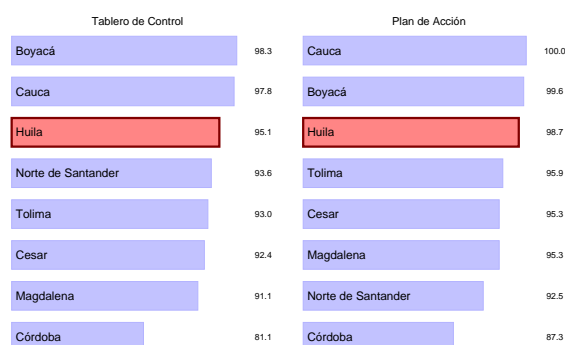 Tablero de Control
Boyacá 98.3
Cauca 97.8
Huila 95.1
Norte de Santander 93.6
Tolima 93.0
Cesar 92.4
Magdalena 91.1
Córdoba 81.1
Plan de Acción
Cauca 100.0
Boyacá 99.6
Huila 98.7
Tolima 95.9
Cesar 95.3
Magdalena 95.3
Norte de Santander 92.5
Córdoba 87.3